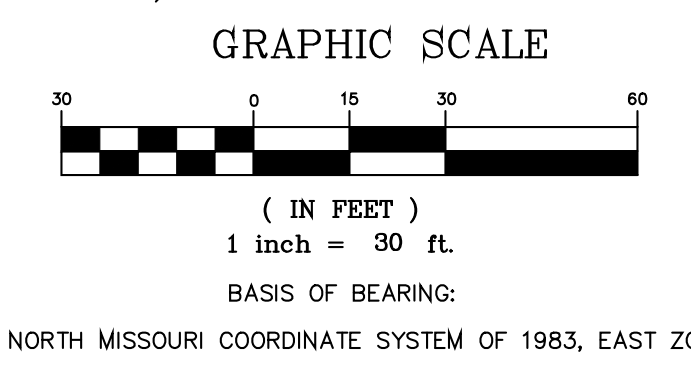 GRAPHIC SCALE
30 0 15 30 60
( IN FEET )
1 inch = 30 ft.
BASIS OF BEARING:
NORTH MISSOURI COORDINATE SYSTEM OF 1983, EAST